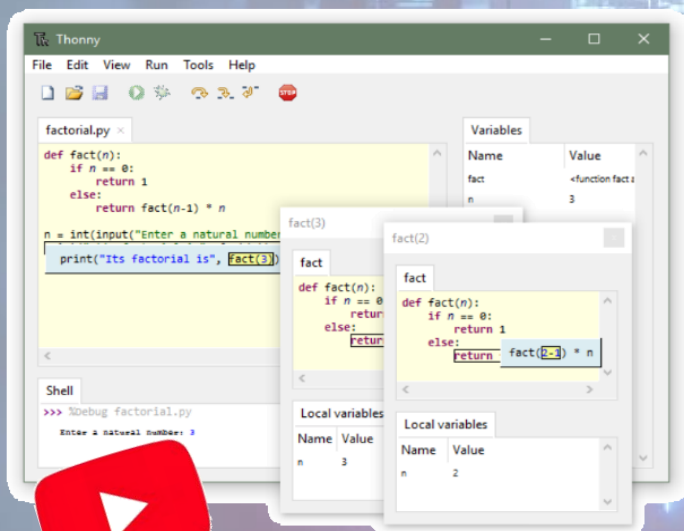 Thonny
File Edit View Run Tools Help
factorial.py ×
def fact(n):
    if n == 0:
        return 1
    else:
        return fact(n-1) * n
n = int(input("Enter a natural number
print("Its factorial is", fact(3))
Shell
>>> %Debug factorial.py
Enter a natural number: 3
Variables
Name Value
fact <function fact a
n 3
fact(3)
fact
def fact(n):
    if n == 0
        retur
    else:
        retur
Local variables
Name Value
n 3
fact(2)
fact
def fact(n):
    if n == 0:
        return 1
    else:
        return fact(2-1) * n
Local variables
Name Value
n 2
STOP